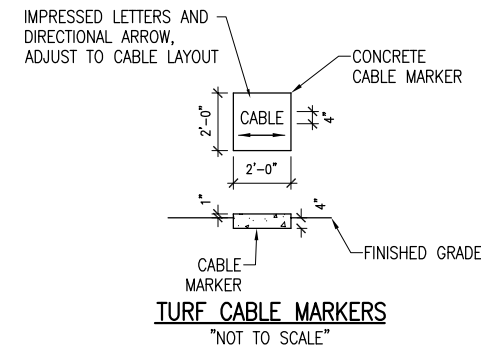 IMPRESSED LETTERS AND
DIRECTIONAL ARROW,
ADJUST TO CABLE LAYOUT
CONCRETE
CABLE MARKER
CABLE
2'-0"
4"
2'-0"
1"
4"
FINISHED GRADE
CABLE
MARKER
TURF CABLE MARKERS
"NOT TO SCALE"